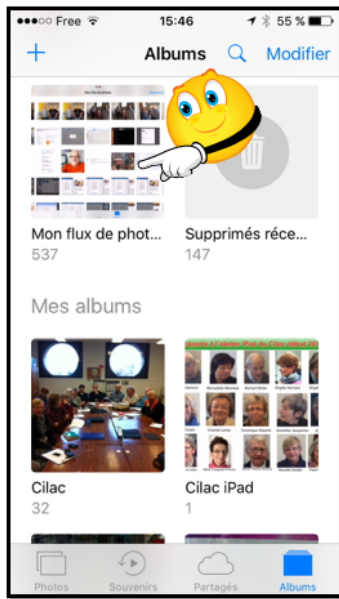 ●●●○○ Free 15:46 55 %
+ Albums Modifier
Mon flux de phot... Supprimés réce...
537 147
Mes albums
Cilac Cilac iPad
32 1
Photos Souvenirs Partagés Albums